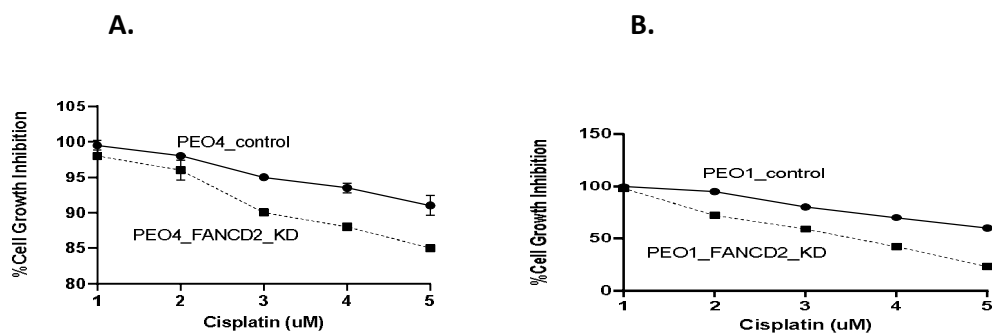 A.
%Cell Growth Inhibition
105
100
95
90
85
80
PEO4_control
PEO4_FANCD2_KD
1 2 3 4 5
Cisplatin (uM)
B.
%Cell Growth Inhibition
150
100
50
0
PEO1_control
PEO1_FANCD2_KD
1 2 3 4 5
Cisplatin (uM)